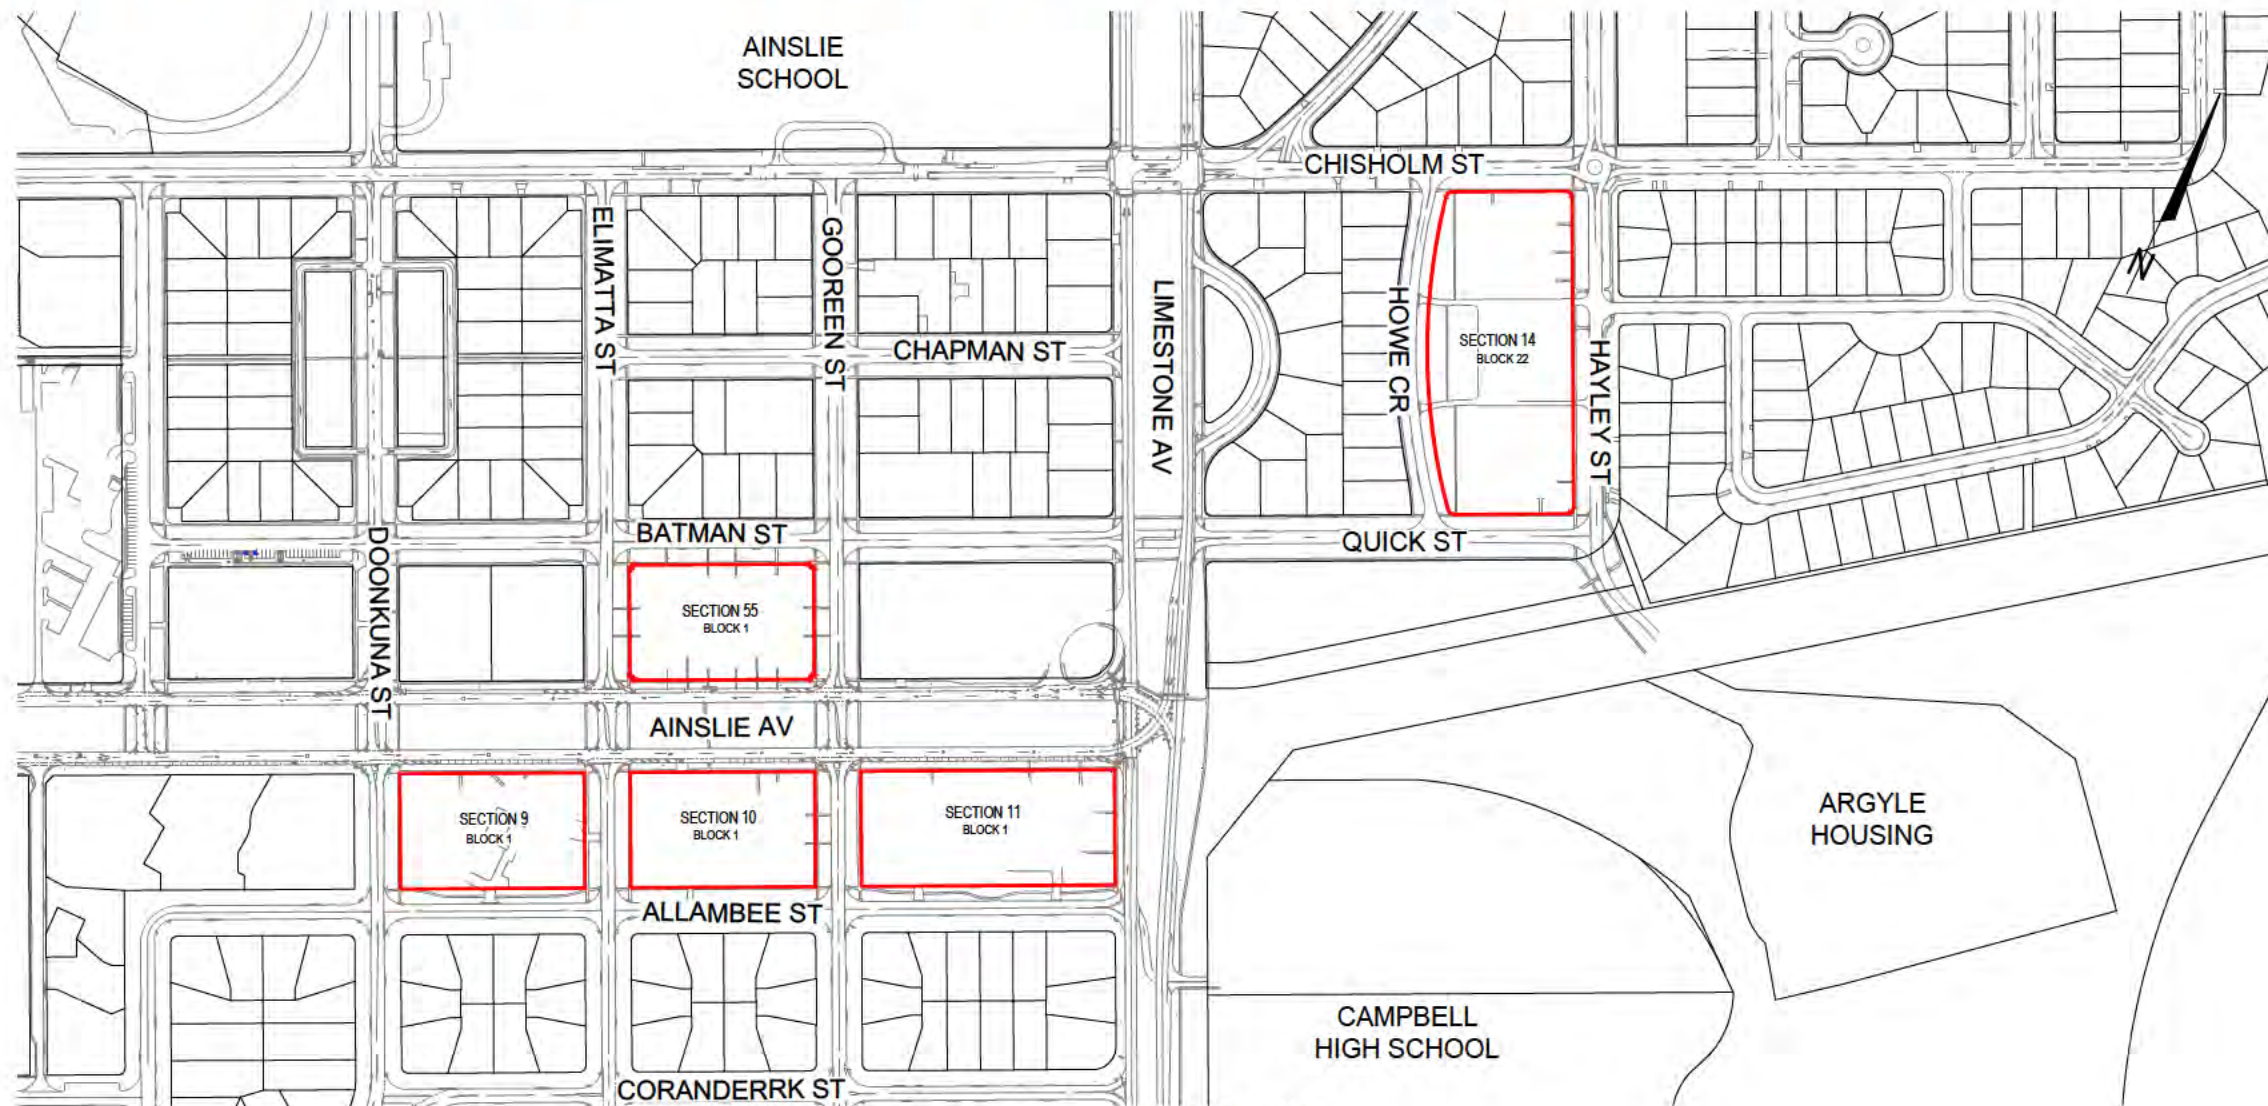 AINSLIE
SCHOOL
CHISHOLM ST
ELIMATTA ST
GOOREEN ST
LIMESTONE AV
HOWE CR
HAYLEY ST
N
SECTION 14
BLOCK 22
CHAPMAN ST
BATMAN ST
QUICK ST
DOONKUNA ST
SECTION 55
BLOCK 1
AINSLIE AV
SECTION 9
BLOCK 1
SECTION 10
BLOCK 1
SECTION 11
BLOCK 1
ARGYLE
HOUSING
ALLAMBEE ST
CAMPBELL
HIGH SCHOOL
CORANDERRK ST